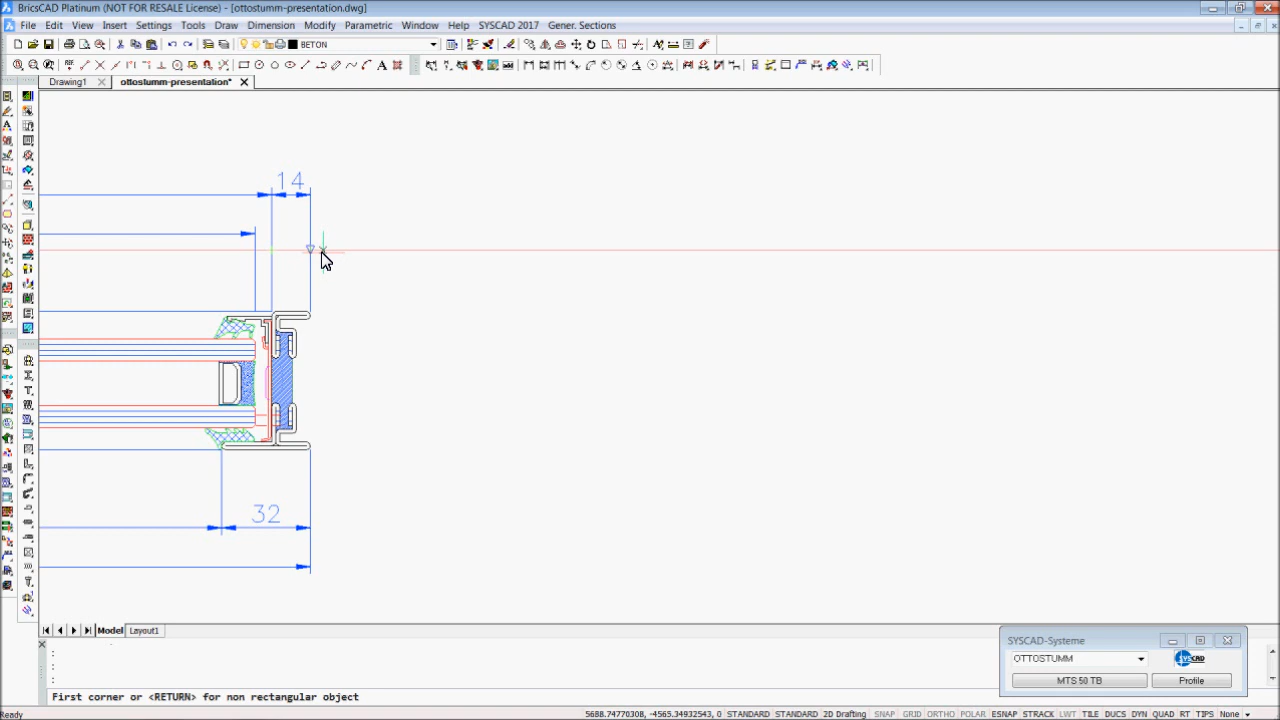 BricsCAD Platinum (NOT FOR RESALE License) - [ottostumm-presentation.dwg]
File Edit View Insert Settings Tools Draw Dimension Modify Parametric Window Help SYSCAD 2017 Gener. Sections
BETON
Drawing1 ottostumm-presentation*
14
32
Model Layout1
SYSCAD-Systeme
OTTOSTUMM
MTS 50 TB Profile
:
:
:
First corner or <RETURN> for non rectangular object
Ready 5688.74770308, -4565.34932543, 0 STANDARD STANDARD 2D Drafting SNAP GRID ORTHO POLAR ESNAP STRACK LWT TILE DUCS DYN QUAD RT TIPS None